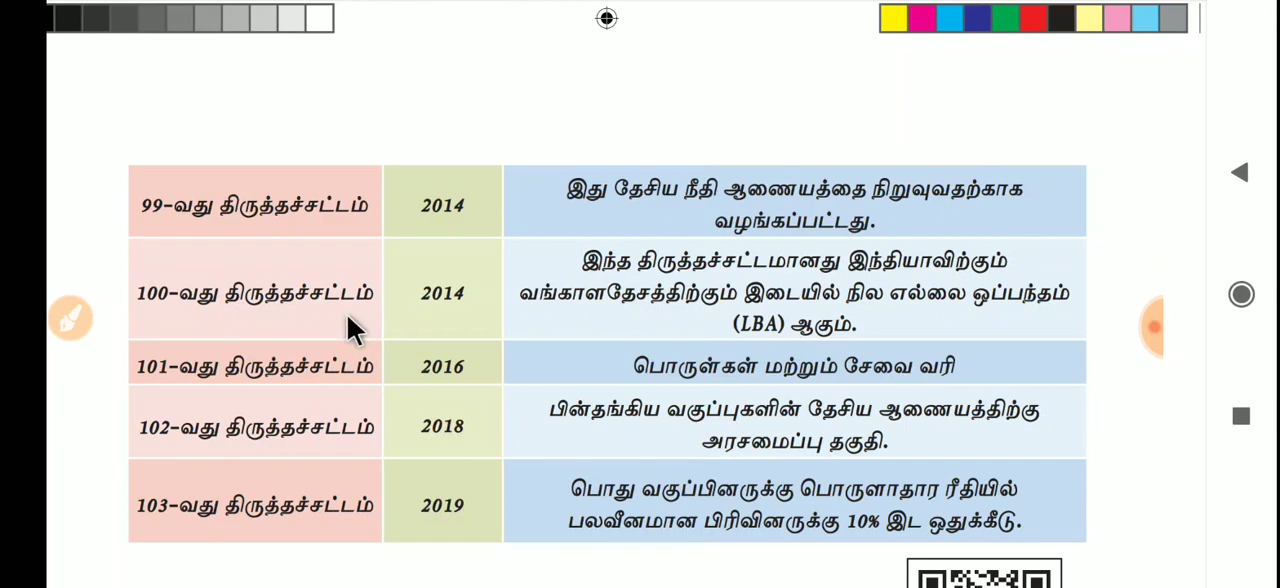 99-வது திருத்தச்சட்டம்
2014
இது தேசிய நீதி ஆணையத்தை நிறுவுவதற்காக
வழங்கப்பட்டது.
100-வது திருத்தச்சட்டம்
2014
இந்த திருத்தச்சட்டமானது இந்தியாவிற்கும்
வங்காளதேசத்திற்கும் இடையில் நில எல்லை ஒப்பந்தம்
(LBA) ஆகும்.
101-வது திருத்தச்சட்டம்
2016
பொருள்கள் மற்றும் சேவை வரி
102-வது திருத்தச்சட்டம்
2018
பின்தங்கிய வகுப்புகளின் தேசிய ஆணையத்திற்கு
அரசமைப்பு தகுதி.
103-வது திருத்தச்சட்டம்
2019
பொது வகுப்பினருக்கு பொருளாதார ரீதியில்
பலவீனமான பிரிவினருக்கு 10% இட ஒதுக்கீடு.